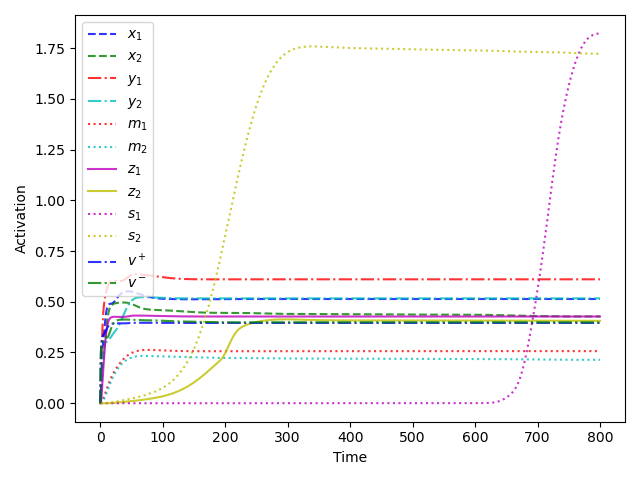 1.75
1.50
1.25
1.00
0.75
0.50
0.25
0.00
Activation
x₁
x₂
y₁
y₂
m₁
m₂
z₁
z₂
s₁
s₂
v⁺
v⁻
0 100 200 300 400 500 600 700 800
Time